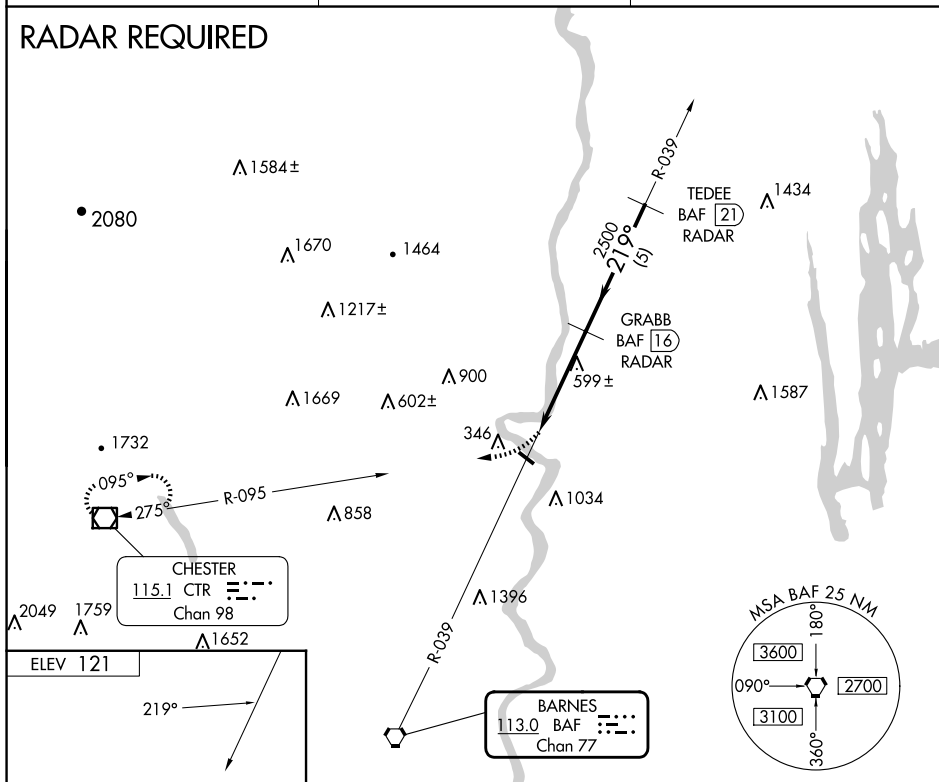 RADAR REQUIRED
1584±
2080
1670
1464
1217±
R-039
TEDEE
BAF 21
RADAR
1434
2500
219°
(5)
GRABB
BAF 16
RADAR
599±
1587
900
1669
602±
346
1732
095°
275°
R-095
858
1034
CHESTER
115.1 CTR
Chan 98
2049
1759
1652
1396
R-039
ELEV 121
219°
BARNES
113.0 BAF
Chan 77
MSA BAF 25 NM
180°
3600
090°
2700
3100
360°